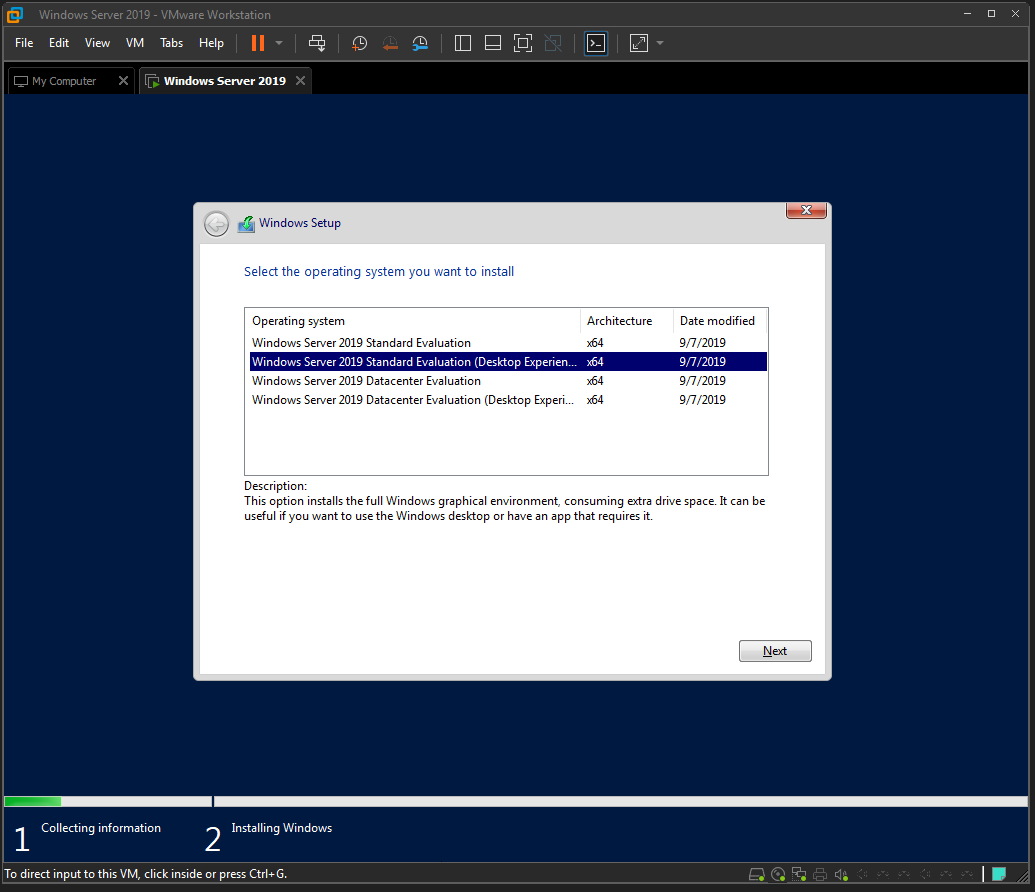 Windows Server 2019 - VMware Workstation
File Edit View VM Tabs Help
My Computer Windows Server 2019
Windows Setup
Select the operating system you want to install
Operating system Architecture Date modified
Windows Server 2019 Standard Evaluation x64 9/7/2019
Windows Server 2019 Standard Evaluation (Desktop Experien... x64 9/7/2019
Windows Server 2019 Datacenter Evaluation x64 9/7/2019
Windows Server 2019 Datacenter Evaluation (Desktop Experi... x64 9/7/2019
Description:
This option installs the full Windows graphical environment, consuming extra drive space. It can be
useful if you want to use the Windows desktop or have an app that requires it.
Next
1 Collecting information 2 Installing Windows
To direct input to this VM, click inside or press Ctrl+G.